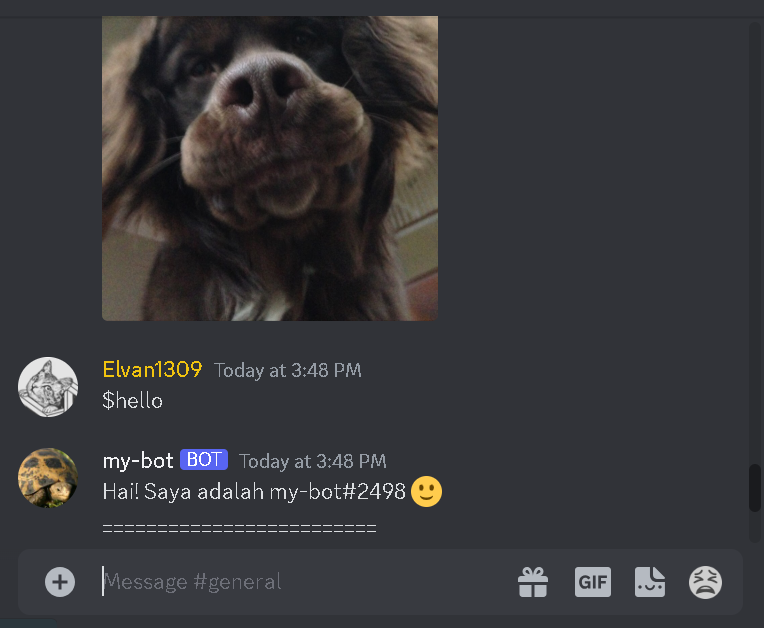 Elvan1309 Today at 3:48 PM
$hello
my-bot BOT Today at 3:48 PM
Hai! Saya adalah my-bot#2498 🙂
=========================
Message #general
GIF